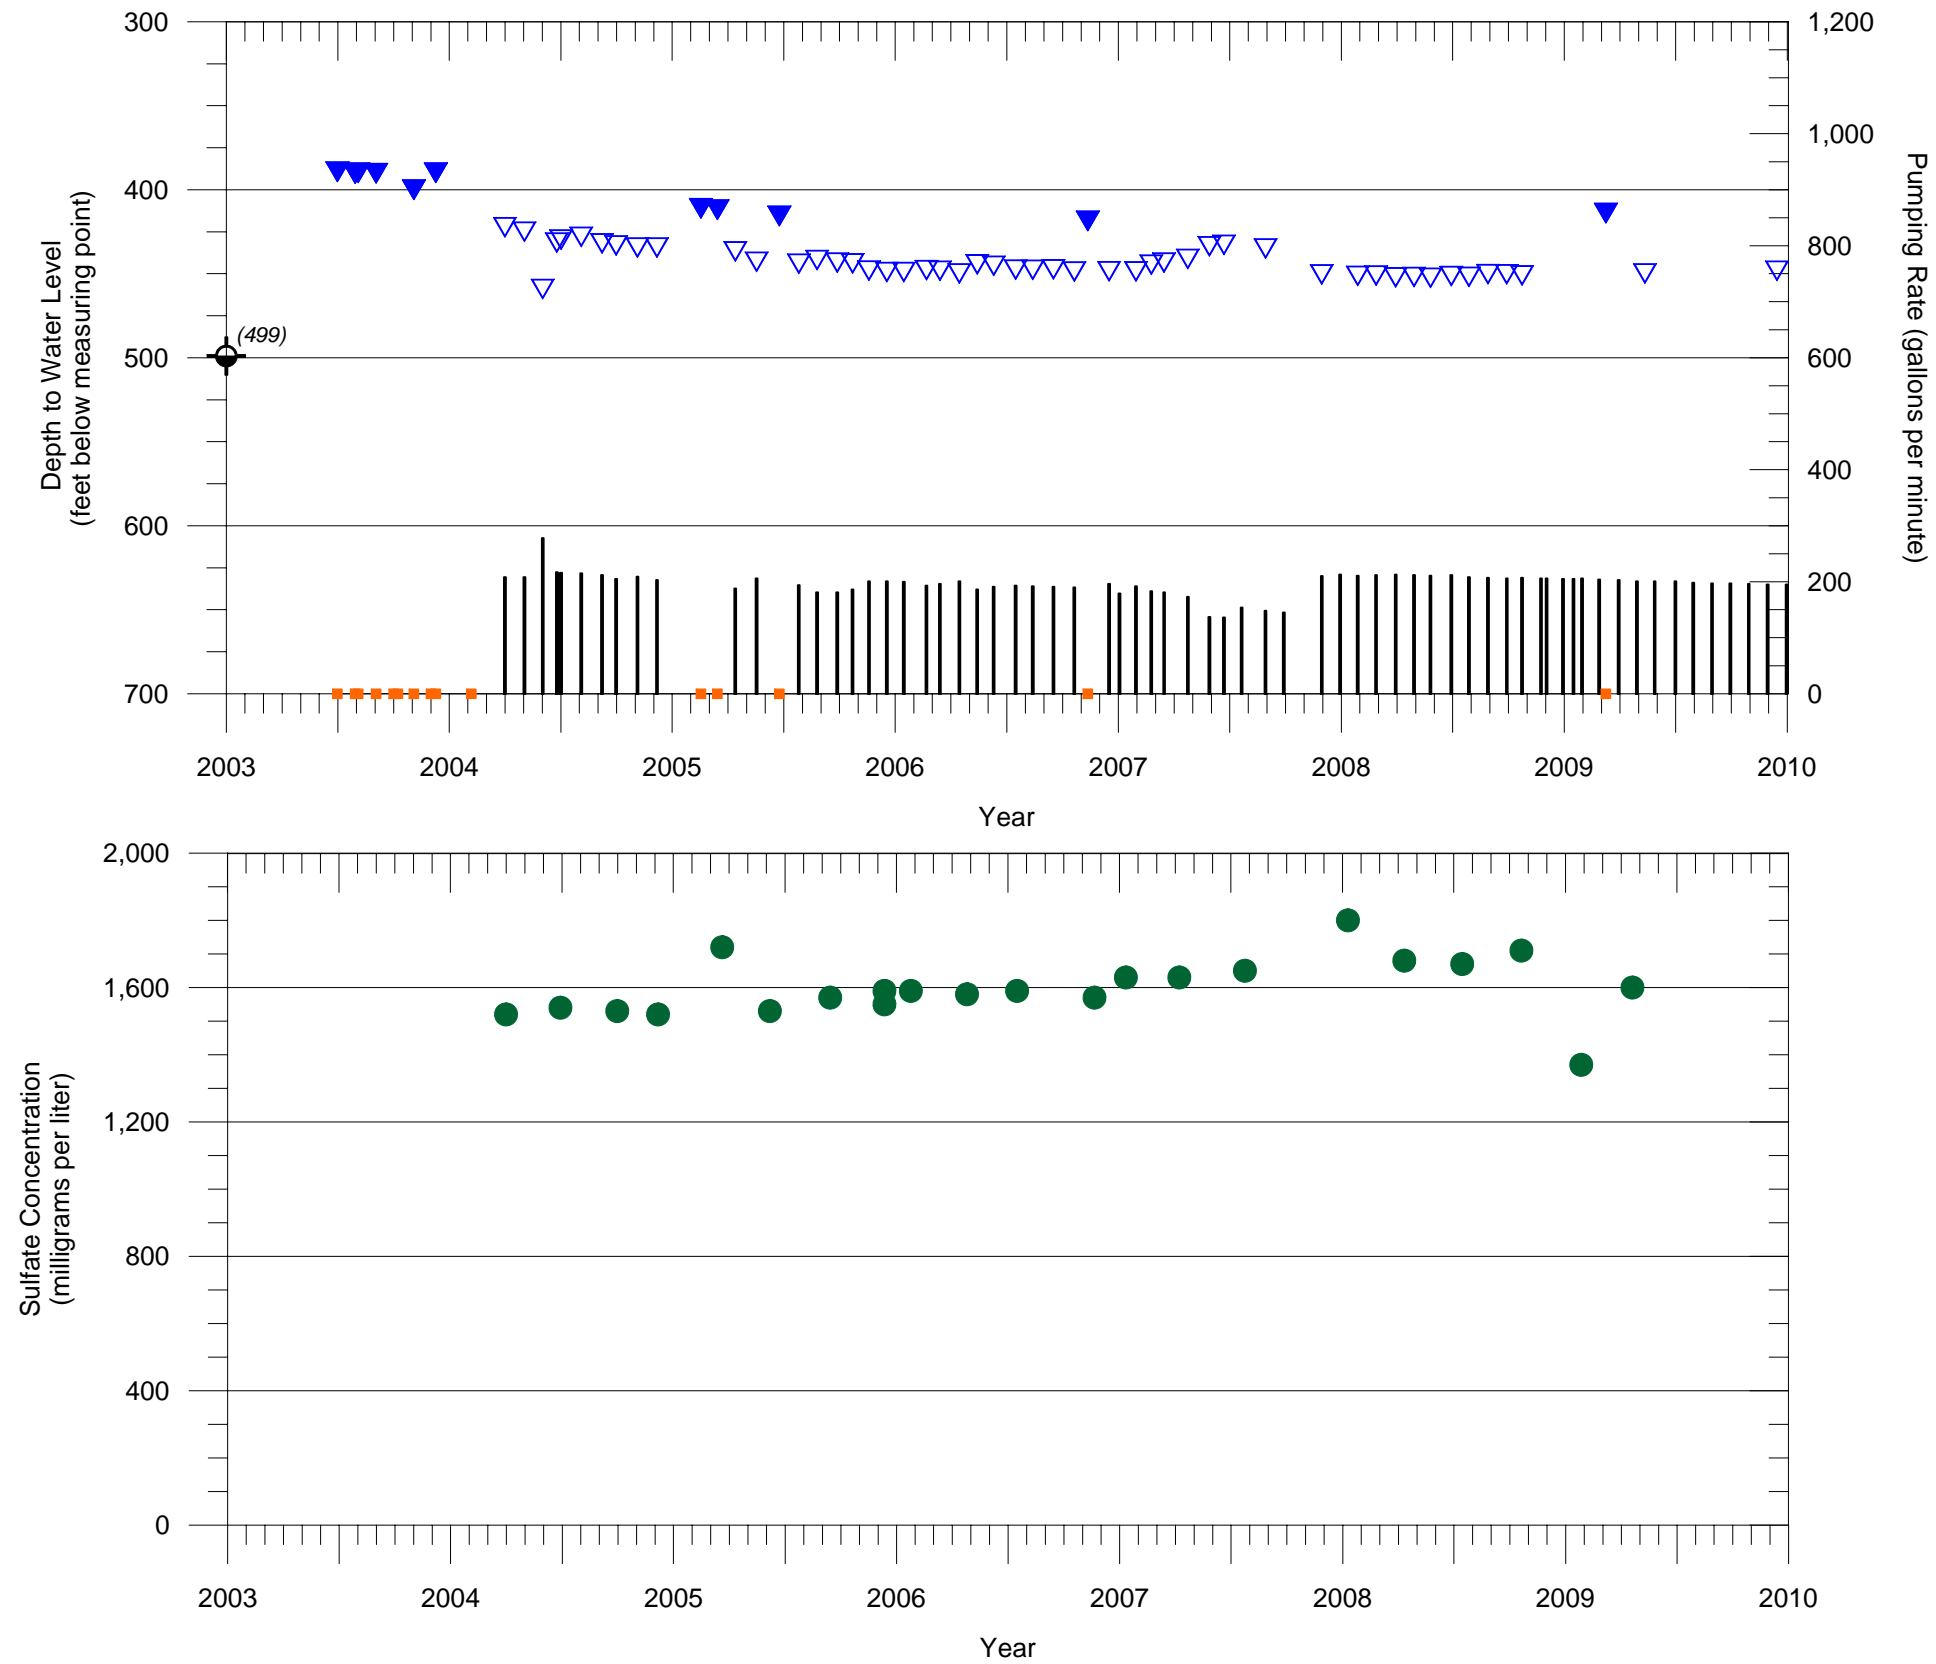 300
400
500
600
700
Depth to Water Level
(feet below measuring point)
(499)
1,200
1,000
800
600
400
200
0
Pumping Rate (gallons per minute)
2003 2004 2005 2006 2007 2008 2009 2010
Year
2,000
1,600
1,200
800
400
0
Sulfate Concentration
(milligrams per liter)
2003 2004 2005 2006 2007 2008 2009 2010
Year